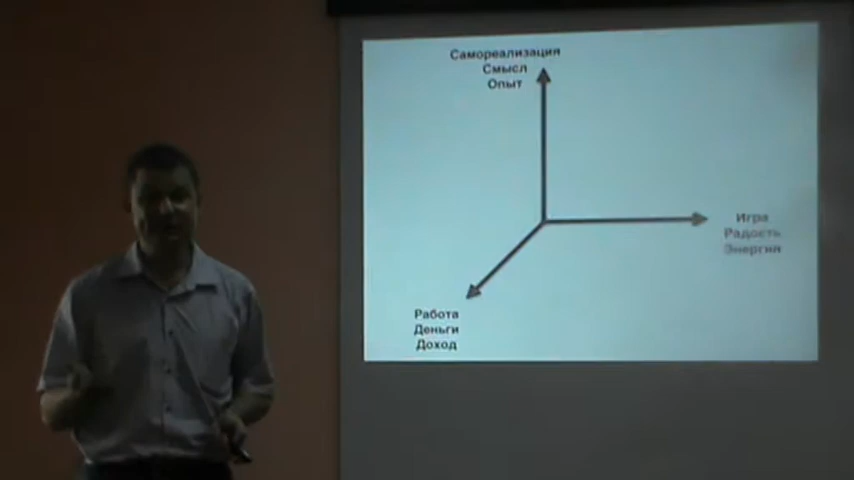 Самореализация
Смысл
Опыт
Игра
Радость
Энергия
Работа
Деньги
Доход